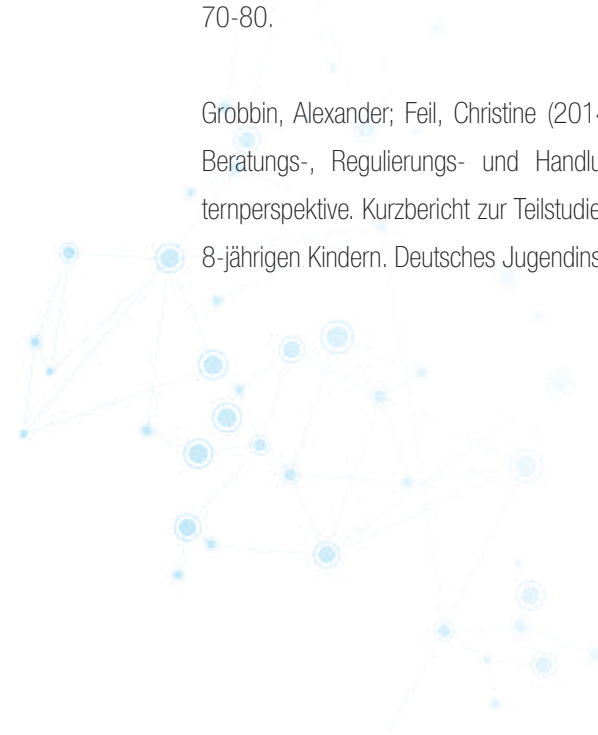 70-80.
Grobbin, Alexander; Feil, Christine (201
Beratungs-, Regulierungs- und Handlu
ternperspektive. Kurzbericht zur Teilstudie
8-jährigen Kindern. Deutsches Jugendins